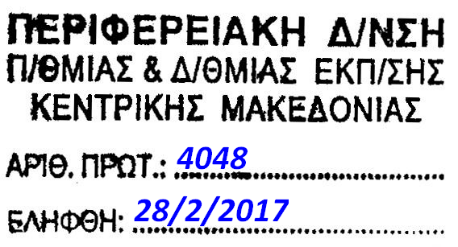 ΠΕΡΙΦΕΡΕΙΑΚΗ Δ/ΝΣΗ
Π/ΘΜΙΑΣ & Δ/ΘΜΙΑΣ ΕΚΠ/ΣΗΣ
ΚΕΝΤΡΙΚΗΣ ΜΑΚΕΔΟΝΙΑΣ
ΑΡΙΘ. ΠΡΩΤ.: 4048
ΕΛΗΦΘΗ: 28/2/2017